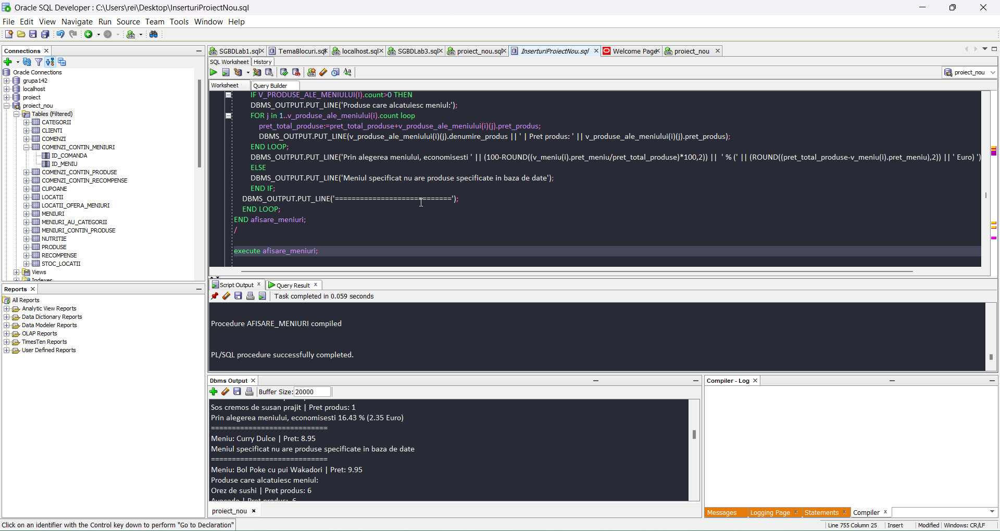 Oracle SQL Developer : C:\Users\rei\Desktop\InserturiProiectNou.sql
File Edit View Navigate Run Source Team Tools Window Help
Connections
Oracle Connections
grupa142
localhost
proiect
proiect_nou
Tables (Filtered)
CATEGORII
CLIENTI
COMENZI
COMENZI_CONTIN_MENIURI
ID_COMANDA
ID_MENIU
COMENZI_CONTIN_PRODUSE
COMENZI_CONTIN_RECOMPENSE
CUPOANE
LOCATII
LOCATII_OFERA_MENIURI
MENIURI
MENIURI_AU_CATEGORII
MENIURI_CONTIN_PRODUSE
NUTRITIE
PRODUSE
RECOMPENSE
STOC_LOCATII
Views
Indexes
Reports
All Reports
Analytic View Reports
Data Dictionary Reports
Data Modeler Reports
OLAP Reports
TimesTen Reports
User Defined Reports
SGBDLab1.sql TemaBlocuri.sql localhost.sql SGBDLab3.sql proiect_nou.sql InserturiProiectNou.sql Welcome Page proiect_nou
SQL Worksheet History
proiect_nou
Worksheet Query Builder
IF V_PRODUSE_ALE_MENIULUI(I).count>0 THEN
DBMS_OUTPUT.PUT_LINE('Produse care alcatuiesc meniul:');
FOR j in 1..v_produse_ale_meniului(i).count loop
pret_total_produse:=pret_total_produse+v_produse_ale_meniului(i)(j).pret_produs;
DBMS_OUTPUT.PUT_LINE(v_produse_ale_meniului(i)(j).denumire_produs || ' | Pret produs: ' || v_produse_ale_meniului(i)(j).pret_produs);
END LOOP;
DBMS_OUTPUT.PUT_LINE('Prin alegerea meniului, economisesti ' || (100-ROUND((v_meniu(i).pret_meniu/pret_total_produse)*100,2)) || ' % (' || (ROUND((pret_total_produse-v_meniu(i).pret_meniu),2)) || ' Euro) ')
ELSE
DBMS_OUTPUT.PUT_LINE('Meniul specificat nu are produse specificate in baza de date');
END IF;
DBMS_OUTPUT.PUT_LINE('============================');
END LOOP;
END afisare_meniuri;
/
execute afisare_meniuri;
Script Output Query Result
Task completed in 0.059 seconds
Procedure AFISARE_MENIURI compiled
PL/SQL procedure successfully completed.
Dbms Output
Buffer Size: 20000
Sos cremos de susan prajit | Pret produs: 1
Prin alegerea meniului, economisesti 16.43 % (2.35 Euro)
============================
Meniu: Curry Dulce | Pret: 8.95
Meniul specificat nu are produse specificate in baza de date
============================
Meniu: Bol Poke cu pui Wakadori | Pret: 9.95
Produse care alcatuiesc meniul:
Orez de sushi | Pret produs: 6
Avocado | Pret produs: 6
proiect_nou
Compiler - Log
Messages Logging Page Statements Compiler
Click on an identifier with the Control key down to perform "Go to Declaration"
Line 755 Column 25 Insert Modified Windows: CR/LF